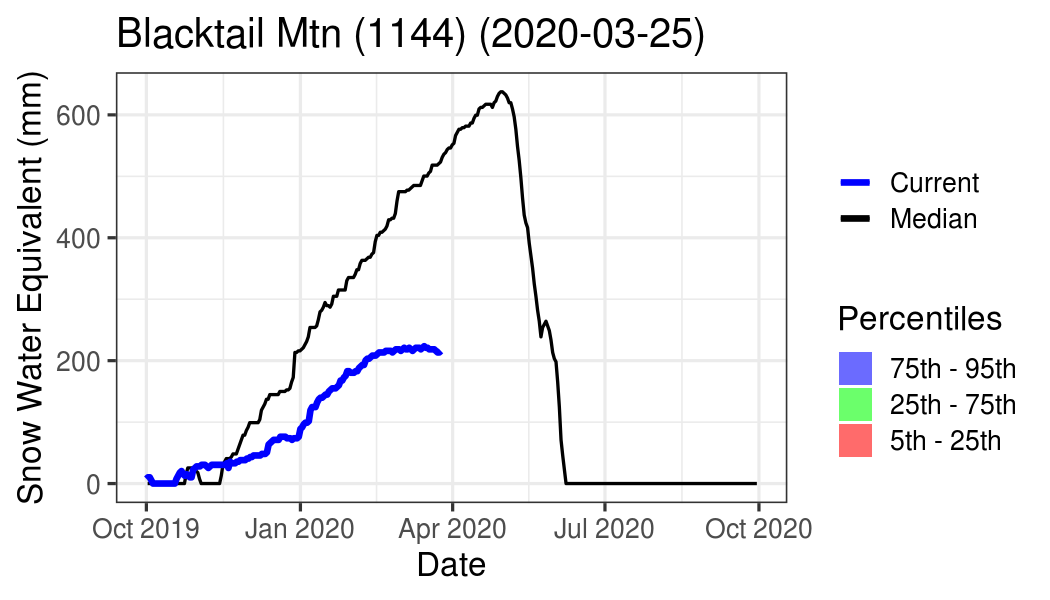 Blacktail Mtn (1144) (2020-03-25)
Snow Water Equivalent (mm)
600
400
200
0
Oct 2019
Jan 2020
Apr 2020
Jul 2020
Oct 2020
Date
Current
Median
Percentiles
75th - 95th
25th - 75th
5th - 25th